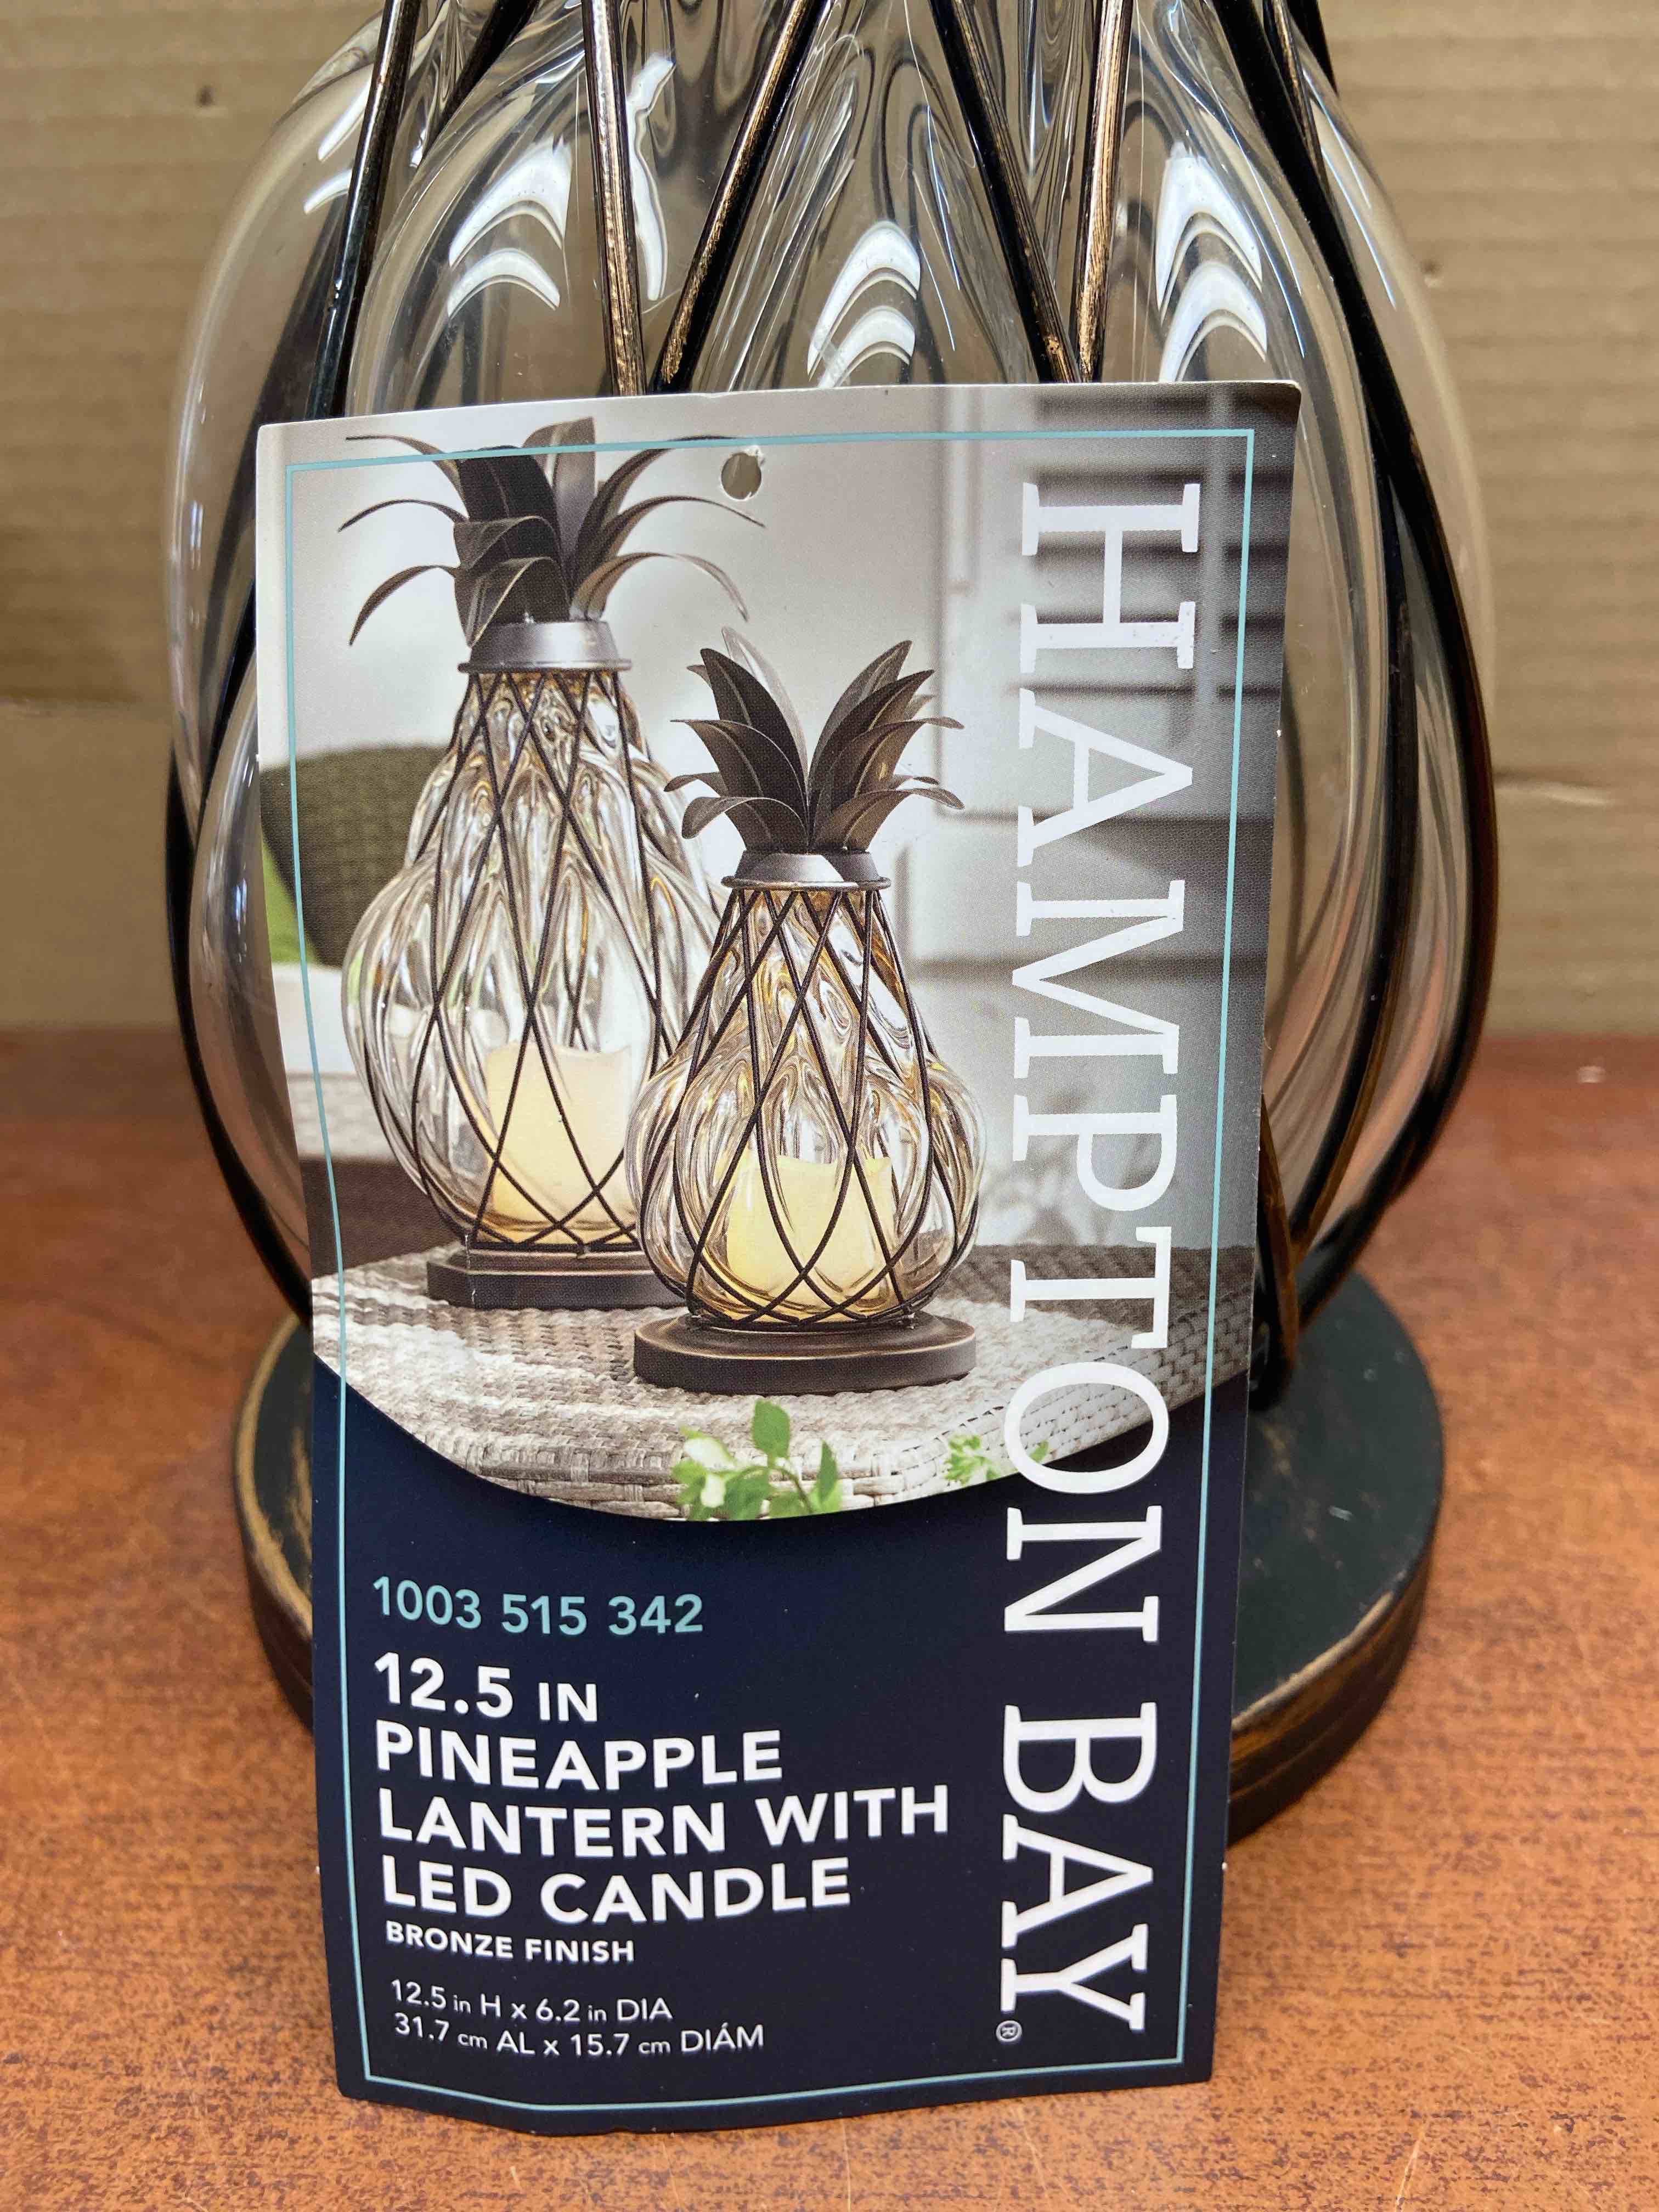 HAMPTON BAY®
1003 515 342
12.5 IN
PINEAPPLE
LANTERN WITH
LED CANDLE
BRONZE FINISH
12.5 in H x 6.2 in DIA
31.7 cm AL x 15.7 cm DIÁM